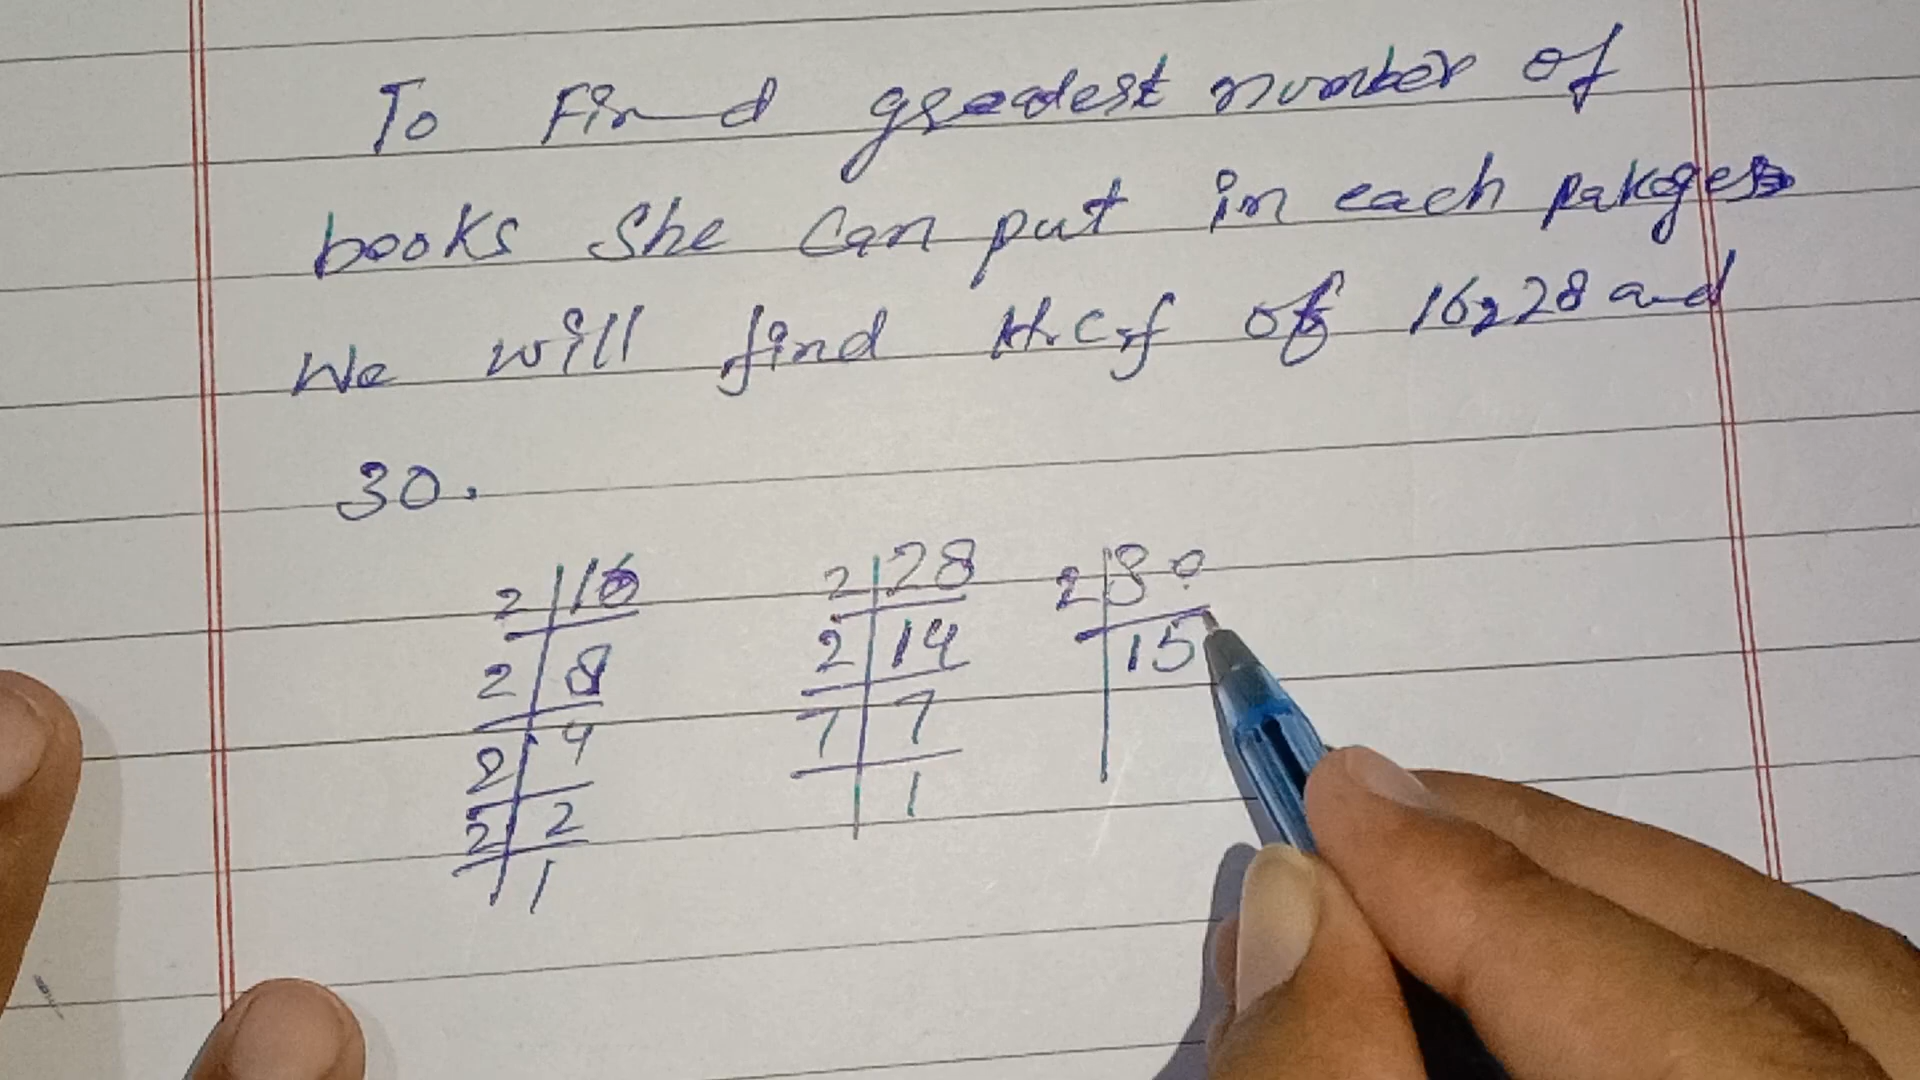 To Find greatest number of
books She can put in each pakges
We will find H.C.f of 16, 28 and
30.
2 | 16 2 | 28 2 | 30
2 | 8 2 | 14 15
2 | 4 7 | 7
2 | 2 1
1